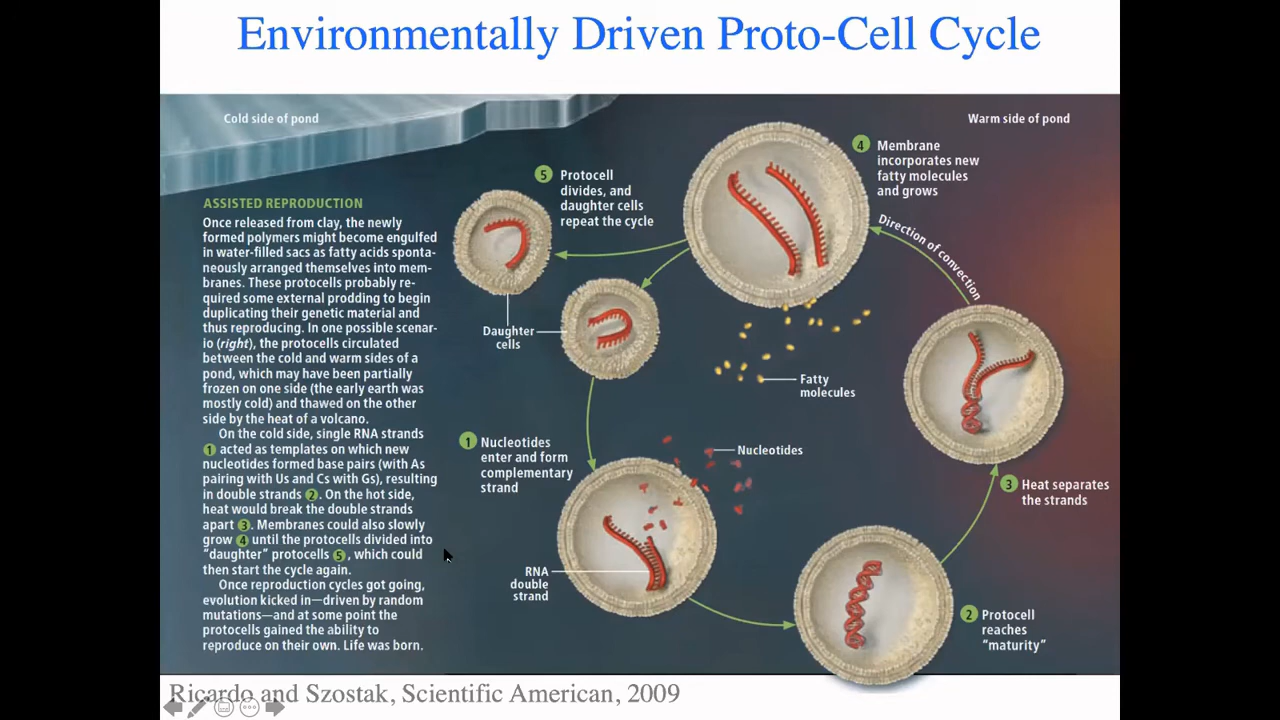 Environmentally Driven Proto-Cell Cycle
Cold side of pond
Warm side of pond
ASSISTED REPRODUCTION
Once released from clay, the newly
formed polymers might become engulfed
in water-filled sacs as fatty acids sponta-
neously arranged themselves into mem-
branes. These protocells probably re-
quired some external prodding to begin
duplicating their genetic material and
thus reproducing. In one possible scenar-
io (right), the protocells circulated
between the cold and warm sides of a
pond, which may have been partially
frozen on one side (the early earth was
mostly cold) and thawed on the other
side by the heat of a volcano.
On the cold side, single RNA strands
1 acted as templates on which new
nucleotides formed base pairs (with As
pairing with Us and Cs with Gs), resulting
in double strands 2. On the hot side,
heat would break the double strands
apart 3. Membranes could also slowly
grow 4 until the protocells divided into
“daughter” protocells 5, which could
then start the cycle again.
Once reproduction cycles got going,
evolution kicked in—driven by random
mutations—and at some point the
protocells gained the ability to
reproduce on their own. Life was born.
5 Protocell
divides, and
daughter cells
repeat the cycle
4 Membrane
incorporates new
fatty molecules
and grows
Direction of convection
Daughter
cells
Fatty
molecules
1 Nucleotides
enter and form
complementary
strand
Nucleotides
3 Heat separates
the strands
RNA
double
strand
2 Protocell
reaches
“maturity”
Ricardo and Szostak, Scientific American, 2009